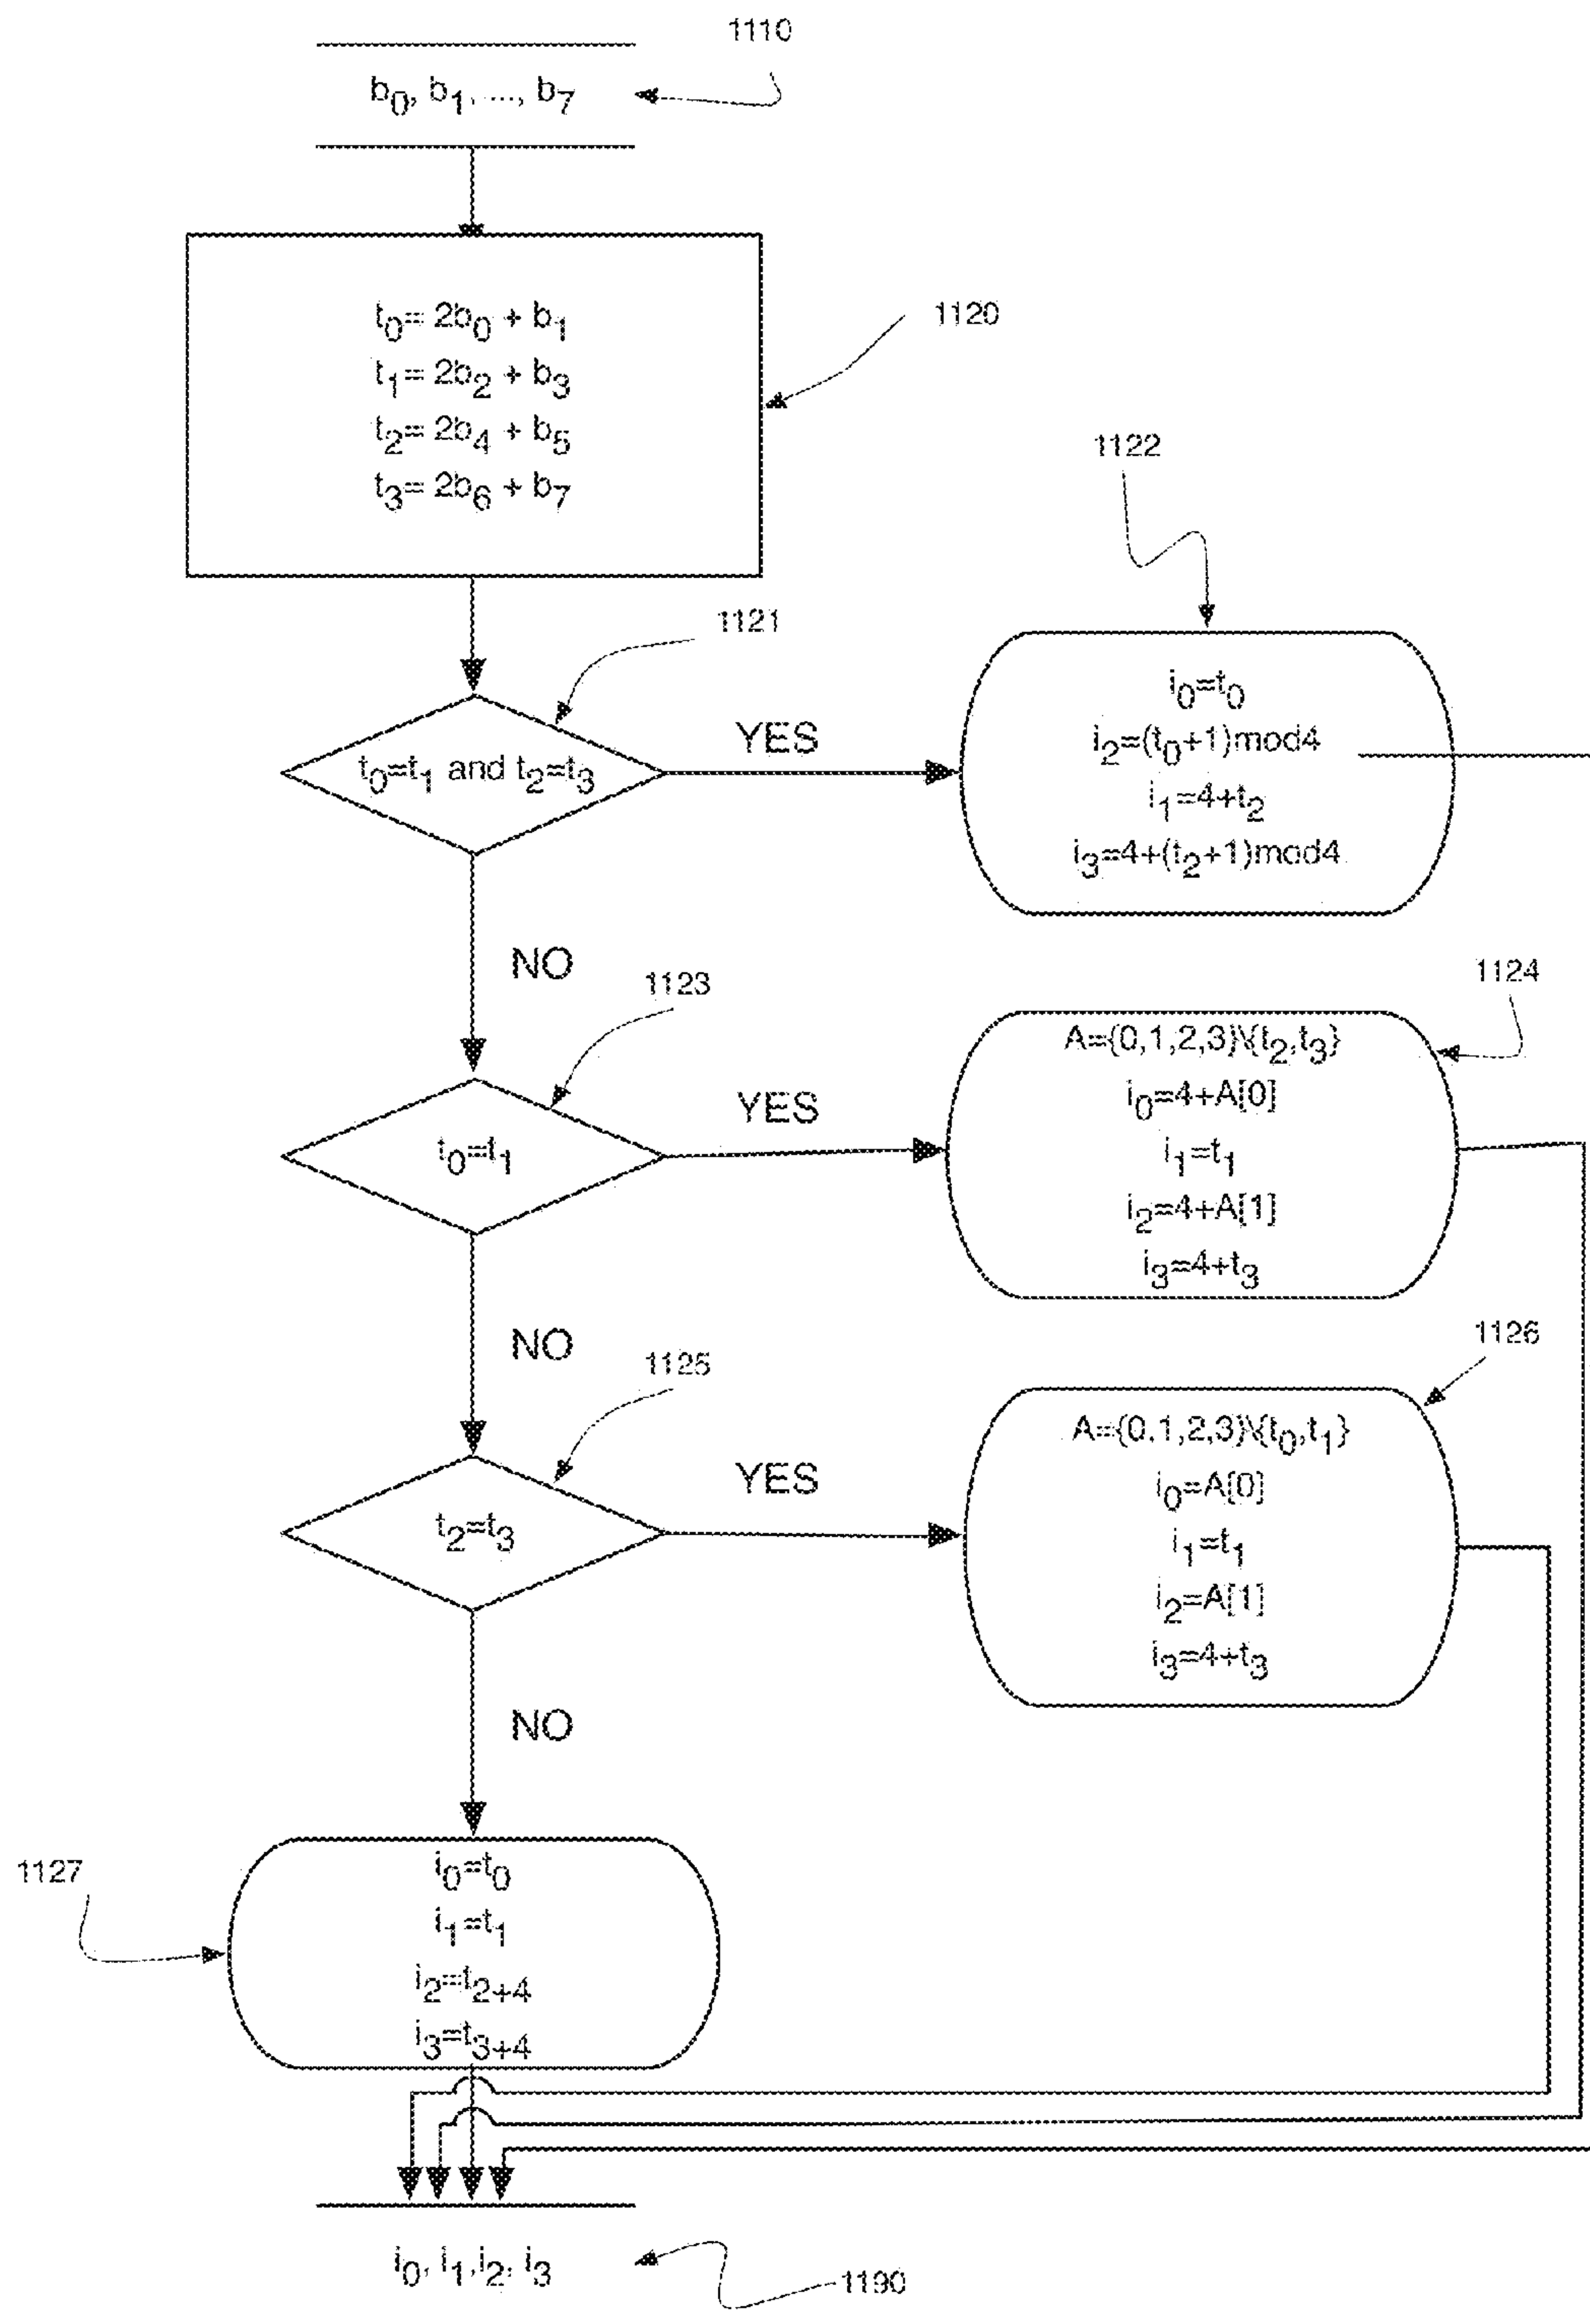 1110
b0, b1, ..., b7
t0= 2b0 + b1
t1= 2b2 + b3
t2= 2b4 + b5
t3= 2b6 + b7
1120
1122
1121
t0=t1 and t2=t3
YES
i0=t0
i2=(t0+1)mod4
i1=4+t2
i3=4+(t2+1)mod4
NO
1123
1124
t0=t1
YES
A={0,1,2,3}\{t2,t3}
i0=4+A[0]
i1=t1
i2=4+A[1]
i3=4+t3
NO
1125
1126
t2=t3
YES
A={0,1,2,3}\{t0,t1}
i0=A[0]
i1=t1
i2=A[1]
i3=4+t3
NO
1127
i0=t0
i1=t1
i2=t2+4
i3=t3+4
i0, i1, i2, i3
1190